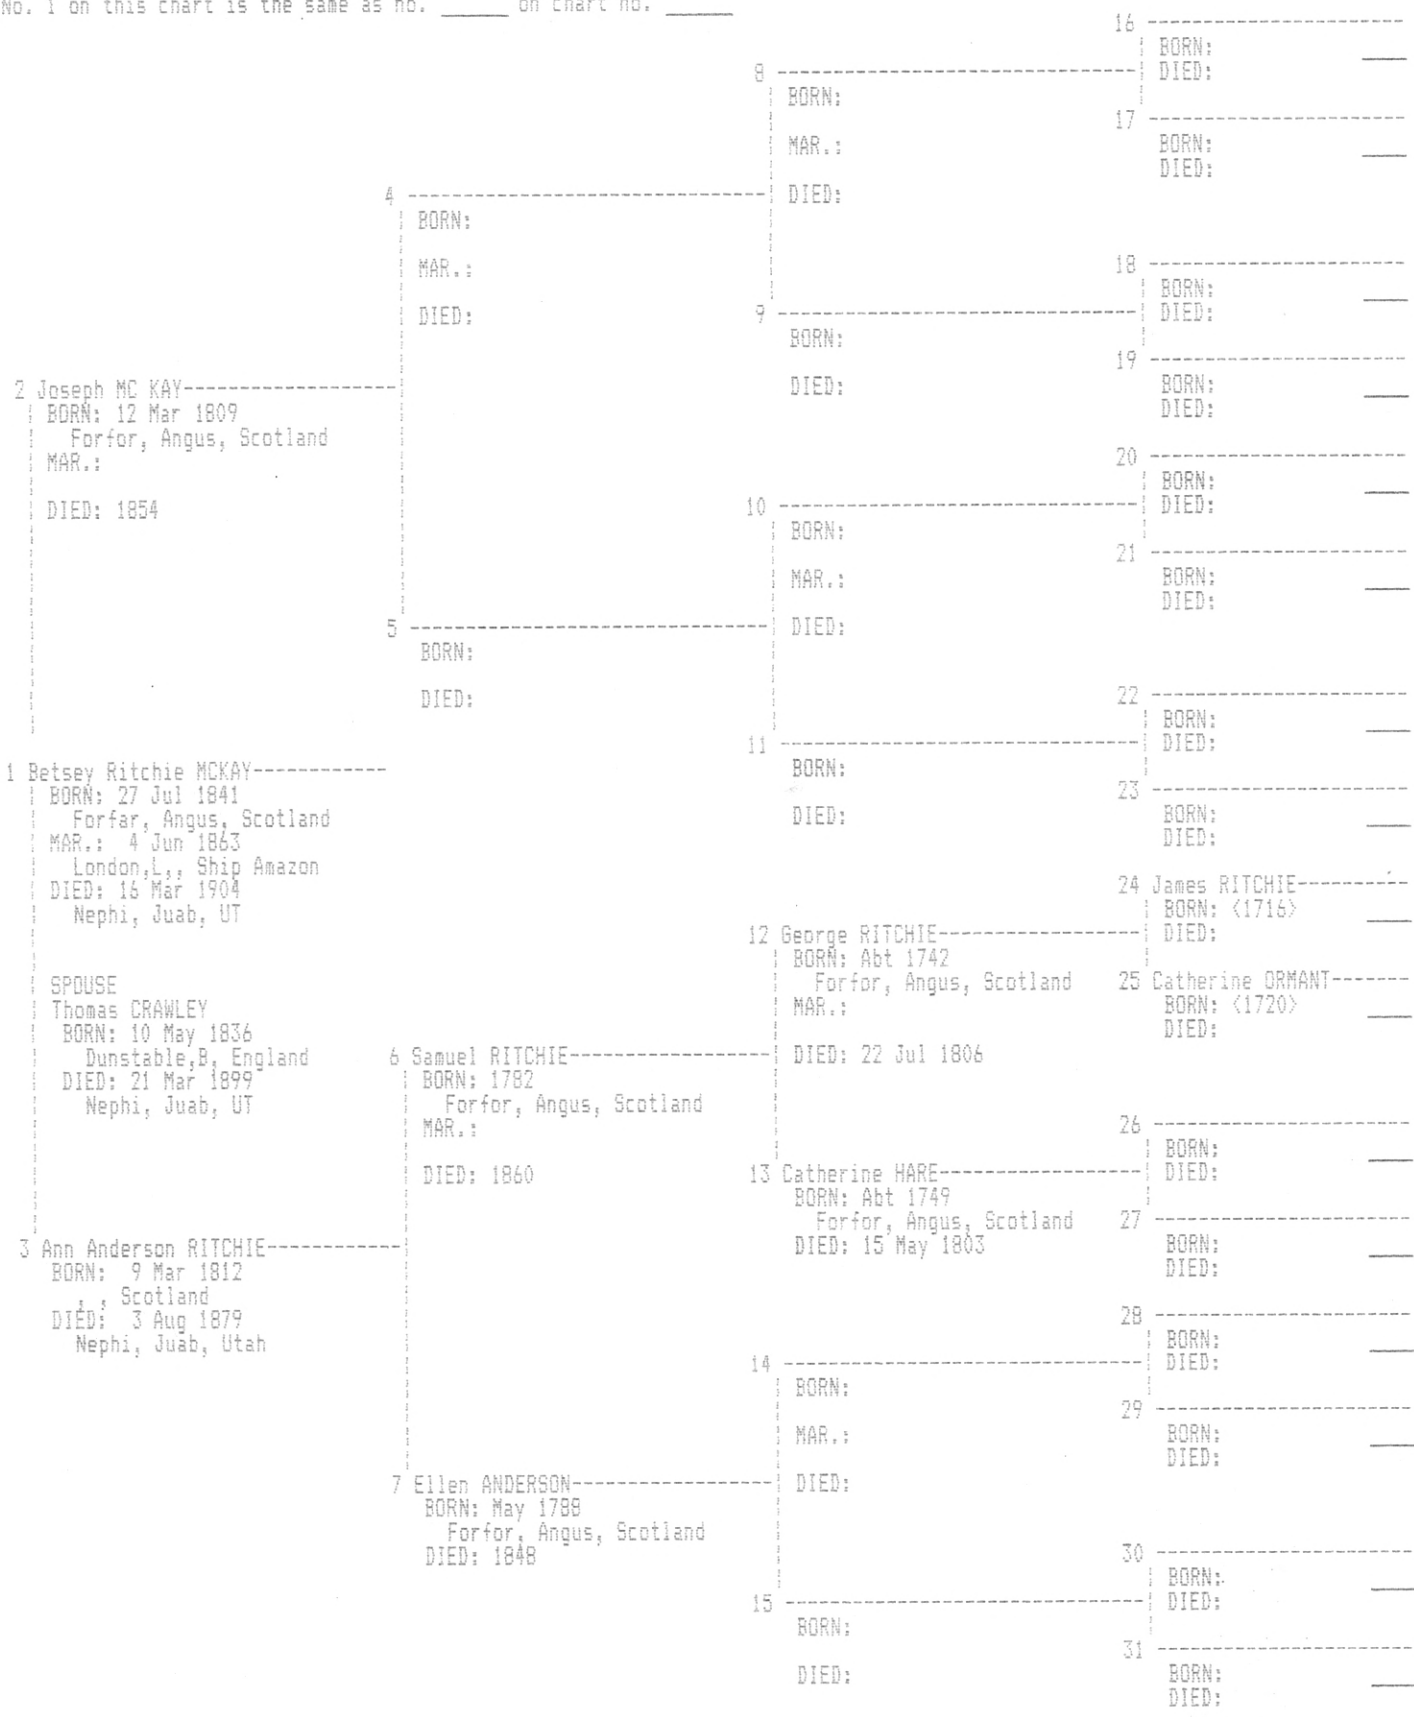 No. 1 on this chart is the same as no. ______ on chart no. ______
16
BORN:
DIED:
8
BORN:
MAR.:
DIED:
17
BORN:
DIED:
4
BORN:
MAR.:
DIED:
18
BORN:
DIED:
9
BORN:
DIED:
19
BORN:
DIED:
2 Joseph MC KAY
BORN: 12 Mar 1809
Forfor, Angus, Scotland
MAR.:
DIED: 1854
20
BORN:
DIED:
10
BORN:
MAR.:
DIED:
21
BORN:
DIED:
5
BORN:
DIED:
22
BORN:
DIED:
11
BORN:
DIED:
23
BORN:
DIED:
1 Betsey Ritchie MCKAY
BORN: 27 Jul 1841
Forfar, Angus, Scotland
MAR.: 4 Jun 1863
London,L,, Ship Amazon
DIED: 16 Mar 1904
Nephi, Juab, UT
SPOUSE
Thomas CRAWLEY
BORN: 10 May 1836
Dunstable,B, England
DIED: 21 Mar 1899
Nephi, Juab, UT
24 James RITCHIE
BORN: <1716>
DIED:
12 George RITCHIE
BORN: Abt 1742
Forfor, Angus, Scotland
MAR.:
DIED: 22 Jul 1806
25 Catherine ORMANT
BORN: <1720>
DIED:
6 Samuel RITCHIE
BORN: 1782
Forfor, Angus, Scotland
MAR.:
DIED: 1860
26
BORN:
DIED:
13 Catherine HARE
BORN: Abt 1749
Forfor, Angus, Scotland
DIED: 15 May 1803
27
BORN:
DIED:
3 Ann Anderson RITCHIE
BORN: 9 Mar 1812
, , Scotland
DIED: 3 Aug 1879
Nephi, Juab, Utah
28
BORN:
DIED:
14
BORN:
MAR.:
DIED:
29
BORN:
DIED:
7 Ellen ANDERSON
BORN: May 1788
Forfor, Angus, Scotland
DIED: 1848
30
BORN:
DIED:
15
BORN:
DIED:
31
BORN:
DIED: